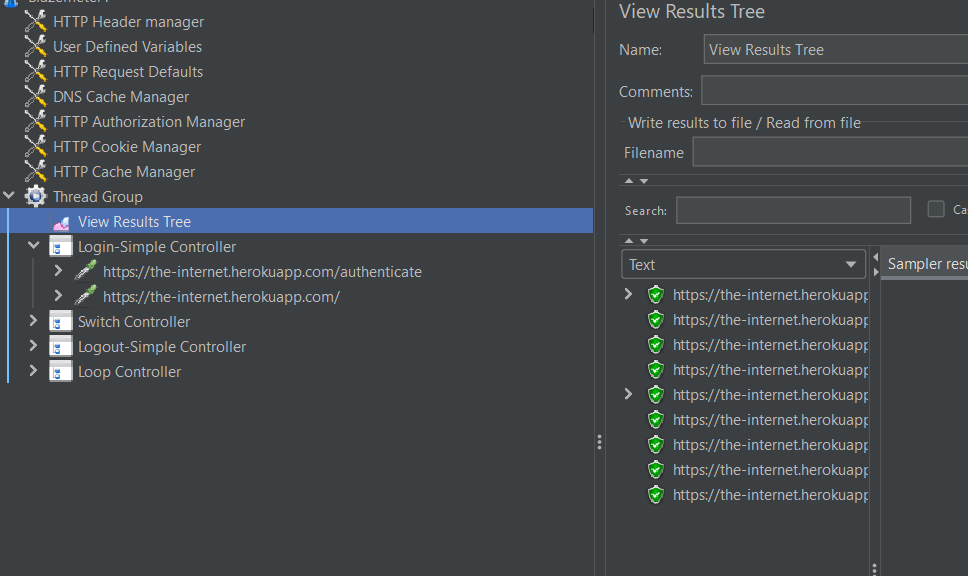 HTTP Header manager
User Defined Variables
HTTP Request Defaults
DNS Cache Manager
HTTP Authorization Manager
HTTP Cookie Manager
HTTP Cache Manager
Thread Group
View Results Tree
Login-Simple Controller
https://the-internet.herokuapp.com/authenticate
https://the-internet.herokuapp.com/
Switch Controller
Logout-Simple Controller
Loop Controller
View Results Tree
Name: View Results Tree
Comments:
Write results to file / Read from file
Filename
Search: Ca
Text
Sampler resu
https://the-internet.herokuapp
https://the-internet.herokuapp
https://the-internet.herokuapp
https://the-internet.herokuapp
https://the-internet.herokuapp
https://the-internet.herokuapp
https://the-internet.herokuapp
https://the-internet.herokuapp
https://the-internet.herokuapp